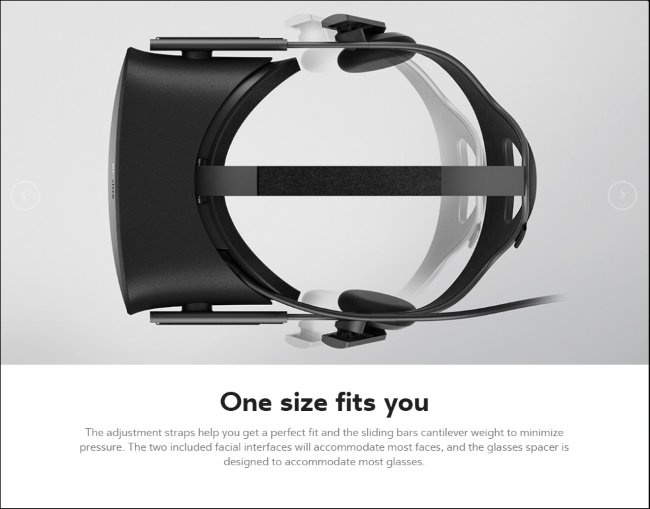 One size fits you
The adjustment straps help you get a perfect fit and the sliding bars cantilever weight to minimize
pressure. The two included facial interfaces will accommodate most faces, and the glasses spacer is
designed to accommodate most glasses.